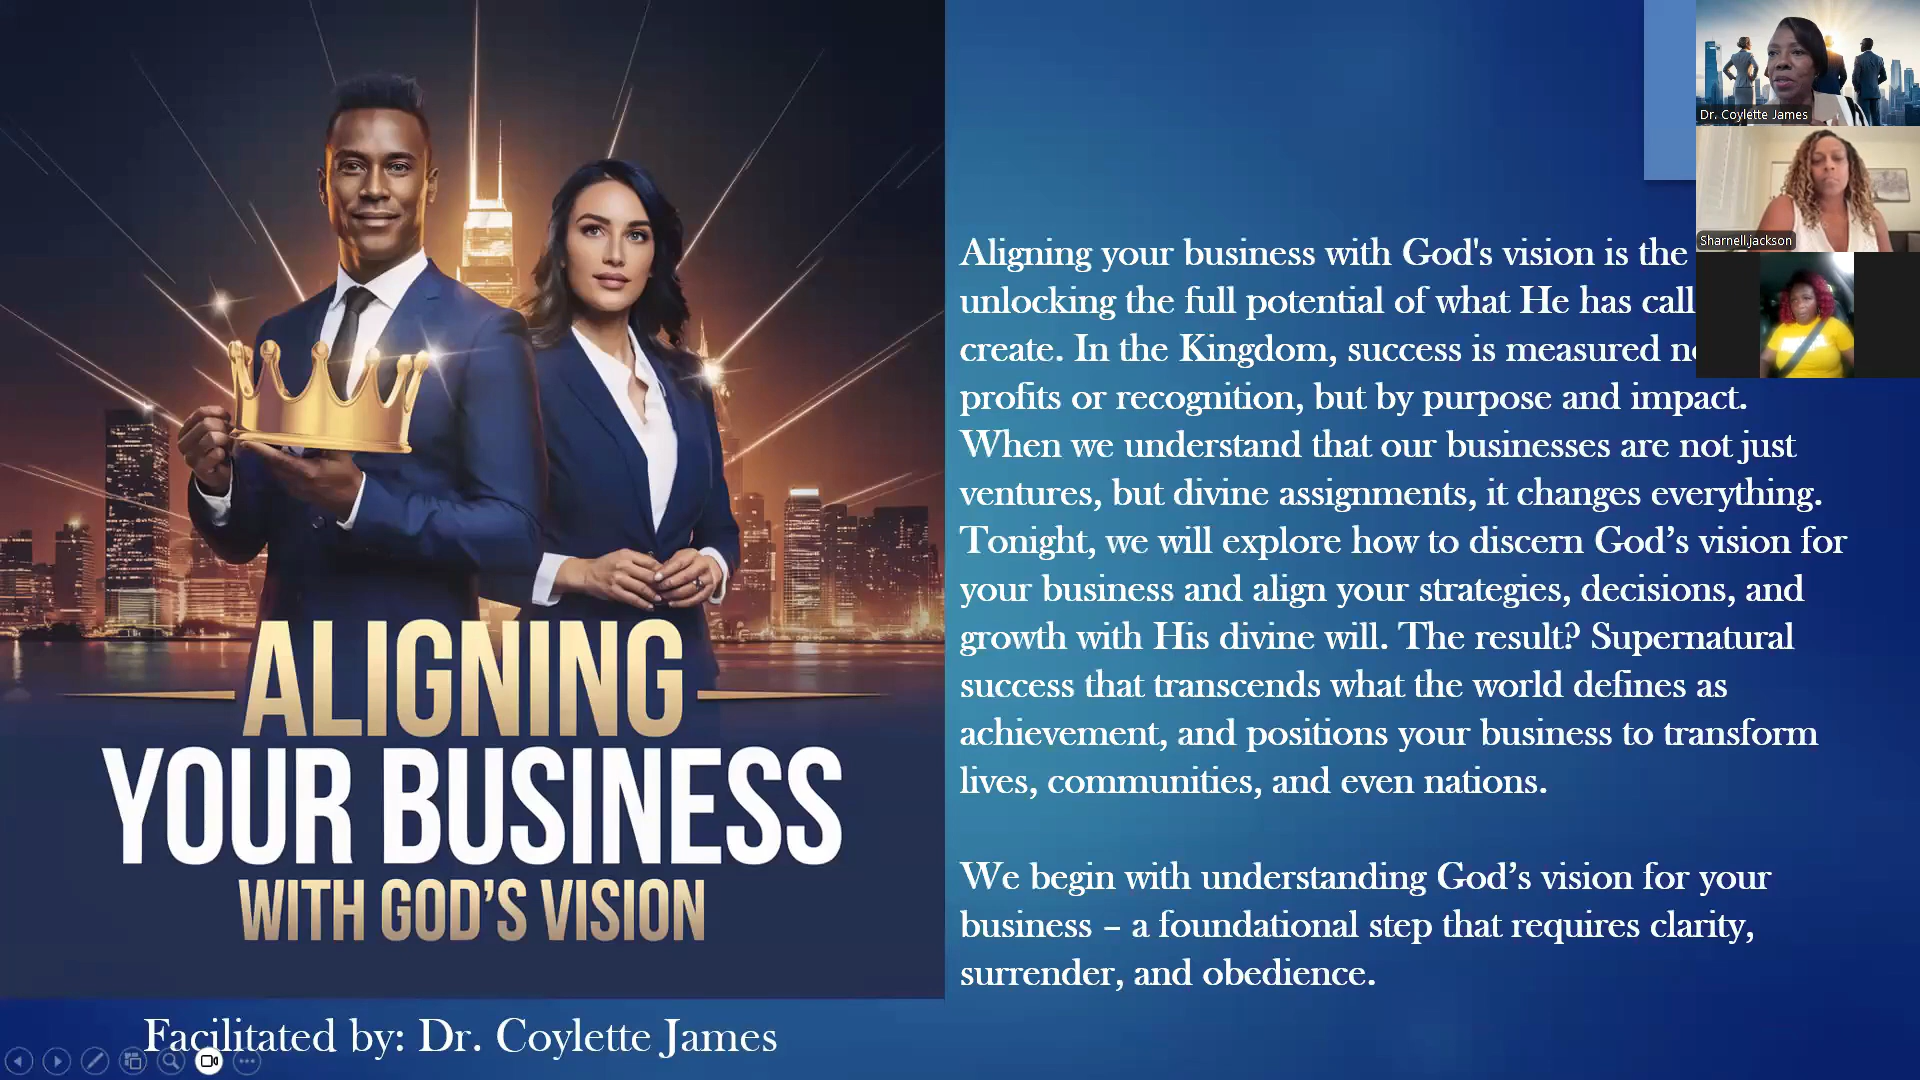 ALIGNING
YOUR BUSINESS
WITH GOD'S VISION
Facilitated by: Dr. Coylette James
Aligning your business with God's vision is the
unlocking the full potential of what He has call
create. In the Kingdom, success is measured
profits or recognition, but by purpose and impact.
When we understand that our businesses are not just
ventures, but divine assignments, it changes everything.
Tonight, we will explore how to discern God’s vision for
your business and align your strategies, decisions, and
growth with His divine will. The result? Supernatural
success that transcends what the world defines as
achievement, and positions your business to transform
lives, communities, and even nations.
We begin with understanding God’s vision for your
business – a foundational step that requires clarity,
surrender, and obedience.
Dr. Coylette James
Sharnell.jackson